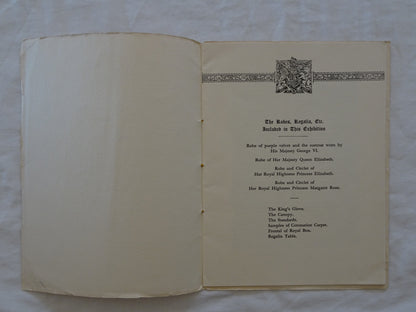 The Robes, Regalia, Etc.
Included in This Exhibition
Robe of purple velvet and the surcoat worn by
His Majesty George VI.
Robe of Her Majesty Queen Elizabeth.
Robe and Circlet of
Her Royal Highness Princess Elizabeth.
Robe and Circlet of
Her Royal Highness Princess Margaret Rose.
The King's Glove.
The Canopy.
The Standards.
Samples of Coronation Carpet.
Frontal of Royal Box.
Regalia Table.